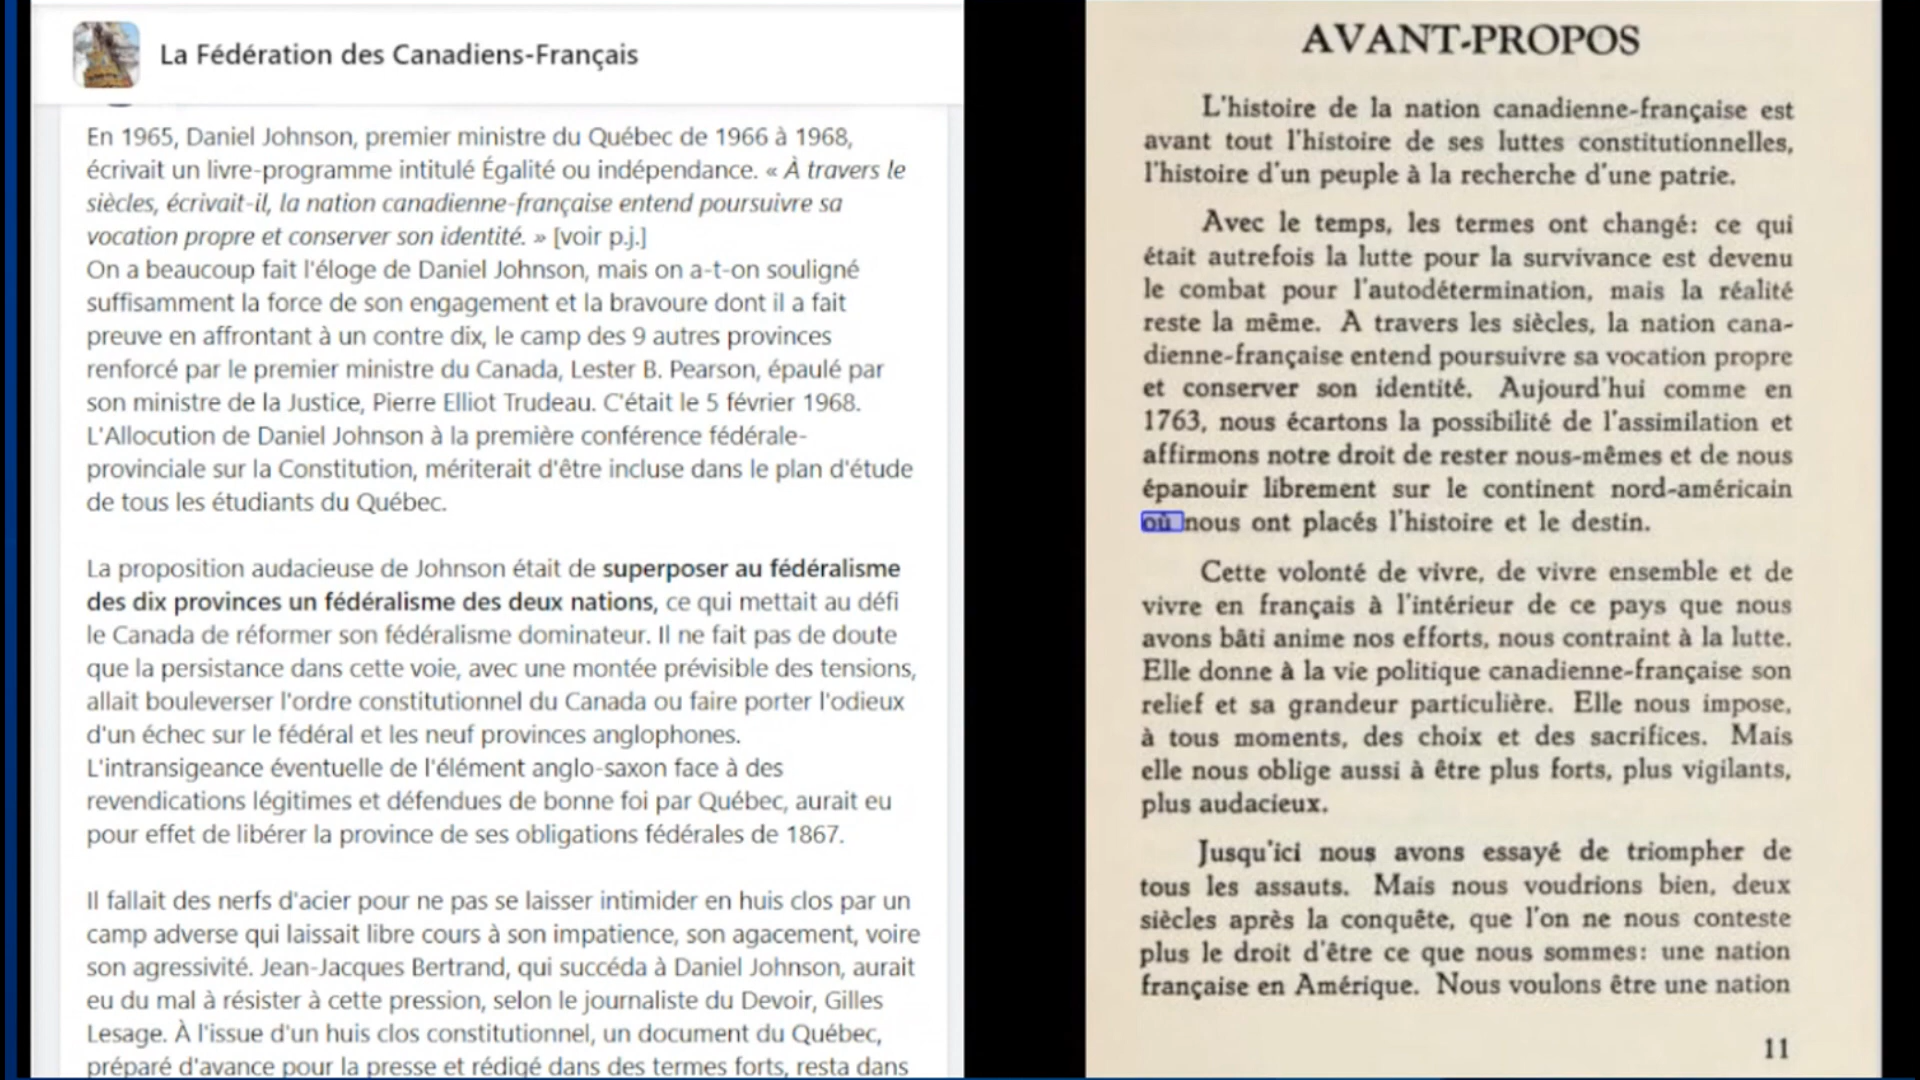 La Fédération des Canadiens-Français
En 1965, Daniel Johnson, premier ministre du Québec de 1966 à 1968,
écrivait un livre-programme intitulé Égalité ou indépendance. « À travers le
siècles, écrivait-il, la nation canadienne-française entend poursuivre sa
vocation propre et conserver son identité. » [voir p.j.]
On a beaucoup fait l'éloge de Daniel Johnson, mais on a-t-on souligné
suffisamment la force de son engagement et la bravoure dont il a fait
preuve en affrontant à un contre dix, le camp des 9 autres provinces
renforcé par le premier ministre du Canada, Lester B. Pearson, épaulé par
son ministre de la Justice, Pierre Elliot Trudeau. C'était le 5 février 1968.
L'Allocution de Daniel Johnson à la première conférence fédérale-
provinciale sur la Constitution, mériterait d'être incluse dans le plan d'étude
de tous les étudiants du Québec.
La proposition audacieuse de Johnson était de superposer au fédéralisme
des dix provinces un fédéralisme des deux nations, ce qui mettait au défi
le Canada de réformer son fédéralisme dominateur. Il ne fait pas de doute
que la persistance dans cette voie, avec une montée prévisible des tensions,
allait bouleverser l'ordre constitutionnel du Canada ou faire porter l'odieux
d'un échec sur le fédéral et les neuf provinces anglophones.
L'intransigeance éventuelle de l'élément anglo-saxon face à des
revendications légitimes et défendues de bonne foi par Québec, aurait eu
pour effet de libérer la province de ses obligations fédérales de 1867.
Il fallait des nerfs d'acier pour ne pas se laisser intimider en huis clos par un
camp adverse qui laissait libre cours à son impatience, son agacement, voire
son agressivité. Jean-Jacques Bertrand, qui succéda à Daniel Johnson, aurait
eu du mal à résister à cette pression, selon le journaliste du Devoir, Gilles
Lesage. À l'issue d'un huis clos constitutionnel, un document du Québec,
préparé d'avance pour la presse et rédigé dans des termes forts, resta dans
AVANT-PROPOS
L'histoire de la nation canadienne-française est
avant tout l'histoire de ses luttes constitutionnelles,
l'histoire d'un peuple à la recherche d'une patrie.
Avec le temps, les termes ont changé: ce qui
était autrefois la lutte pour la survivance est devenu
le combat pour l'autodétermination, mais la réalité
reste la même. A travers les siècles, la nation cana-
dienne-française entend poursuivre sa vocation propre
et conserver son identité. Aujourd'hui comme en
1763, nous écartons la possibilité de l'assimilation et
affirmons notre droit de rester nous-mêmes et de nous
épanouir librement sur le continent nord-américain
où nous ont placés l'histoire et le destin.
Cette volonté de vivre, de vivre ensemble et de
vivre en français à l'intérieur de ce pays que nous
avons bâti anime nos efforts, nous contraint à la lutte.
Elle donne à la vie politique canadienne-française son
relief et sa grandeur particulière. Elle nous impose,
à tous moments, des choix et des sacrifices. Mais
elle nous oblige aussi à être plus forts, plus vigilants,
plus audacieux.
Jusqu'ici nous avons essayé de triompher de
tous les assauts. Mais nous voudrions bien, deux
siècles après la conquête, que l'on ne nous conteste
plus le droit d'être ce que nous sommes: une nation
française en Amérique. Nous voulons être une nation
11